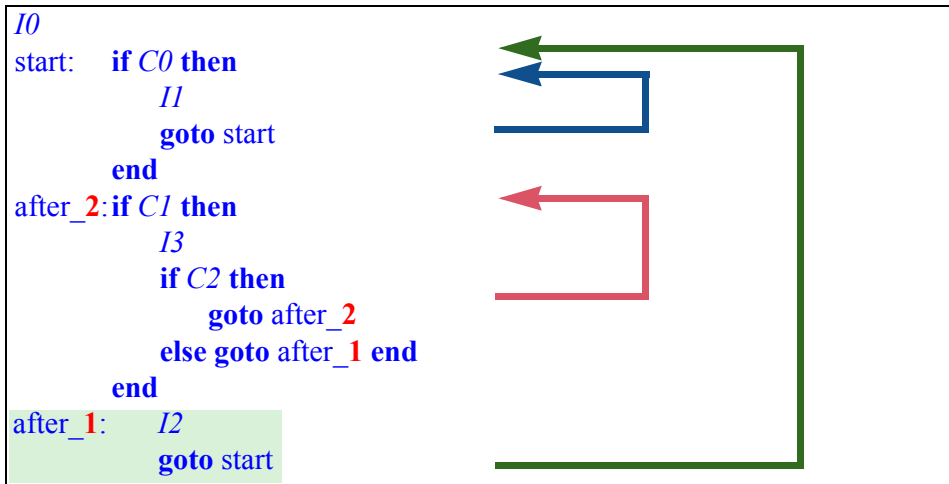 I0
start: if C0 then
I1
goto start
end
after_2: if C1 then
I3
if C2 then
goto after_2
else goto after_1 end
end
after_1: I2
goto start